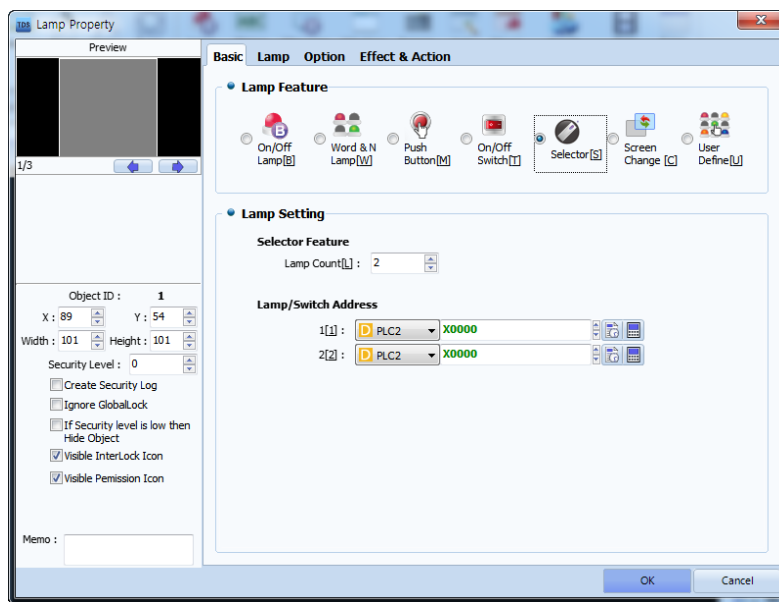 TDS Lamp Property
Preview
1/3
Object ID : 1
X : 89 Y : 54
Width : 101 Height : 101
Security Level : 0
Create Security Log
Ignore GlobalLock
If Security level is low then
Hide Object
Visible InterLock Icon
Visible Pemission Icon
Memo :
Basic Lamp Option Effect & Action
Lamp Feature
On/Off
Lamp[B]
Word & N
Lamp[W]
Push
Button[M]
On/Off
Switch[T]
Selector[S]
Screen
Change [C]
User
Define[U]
Lamp Setting
Selector Feature
Lamp Count[L] : 2
Lamp/Switch Address
1[1] : D PLC2 X0000
2[2] : D PLC2 X0000
OK Cancel